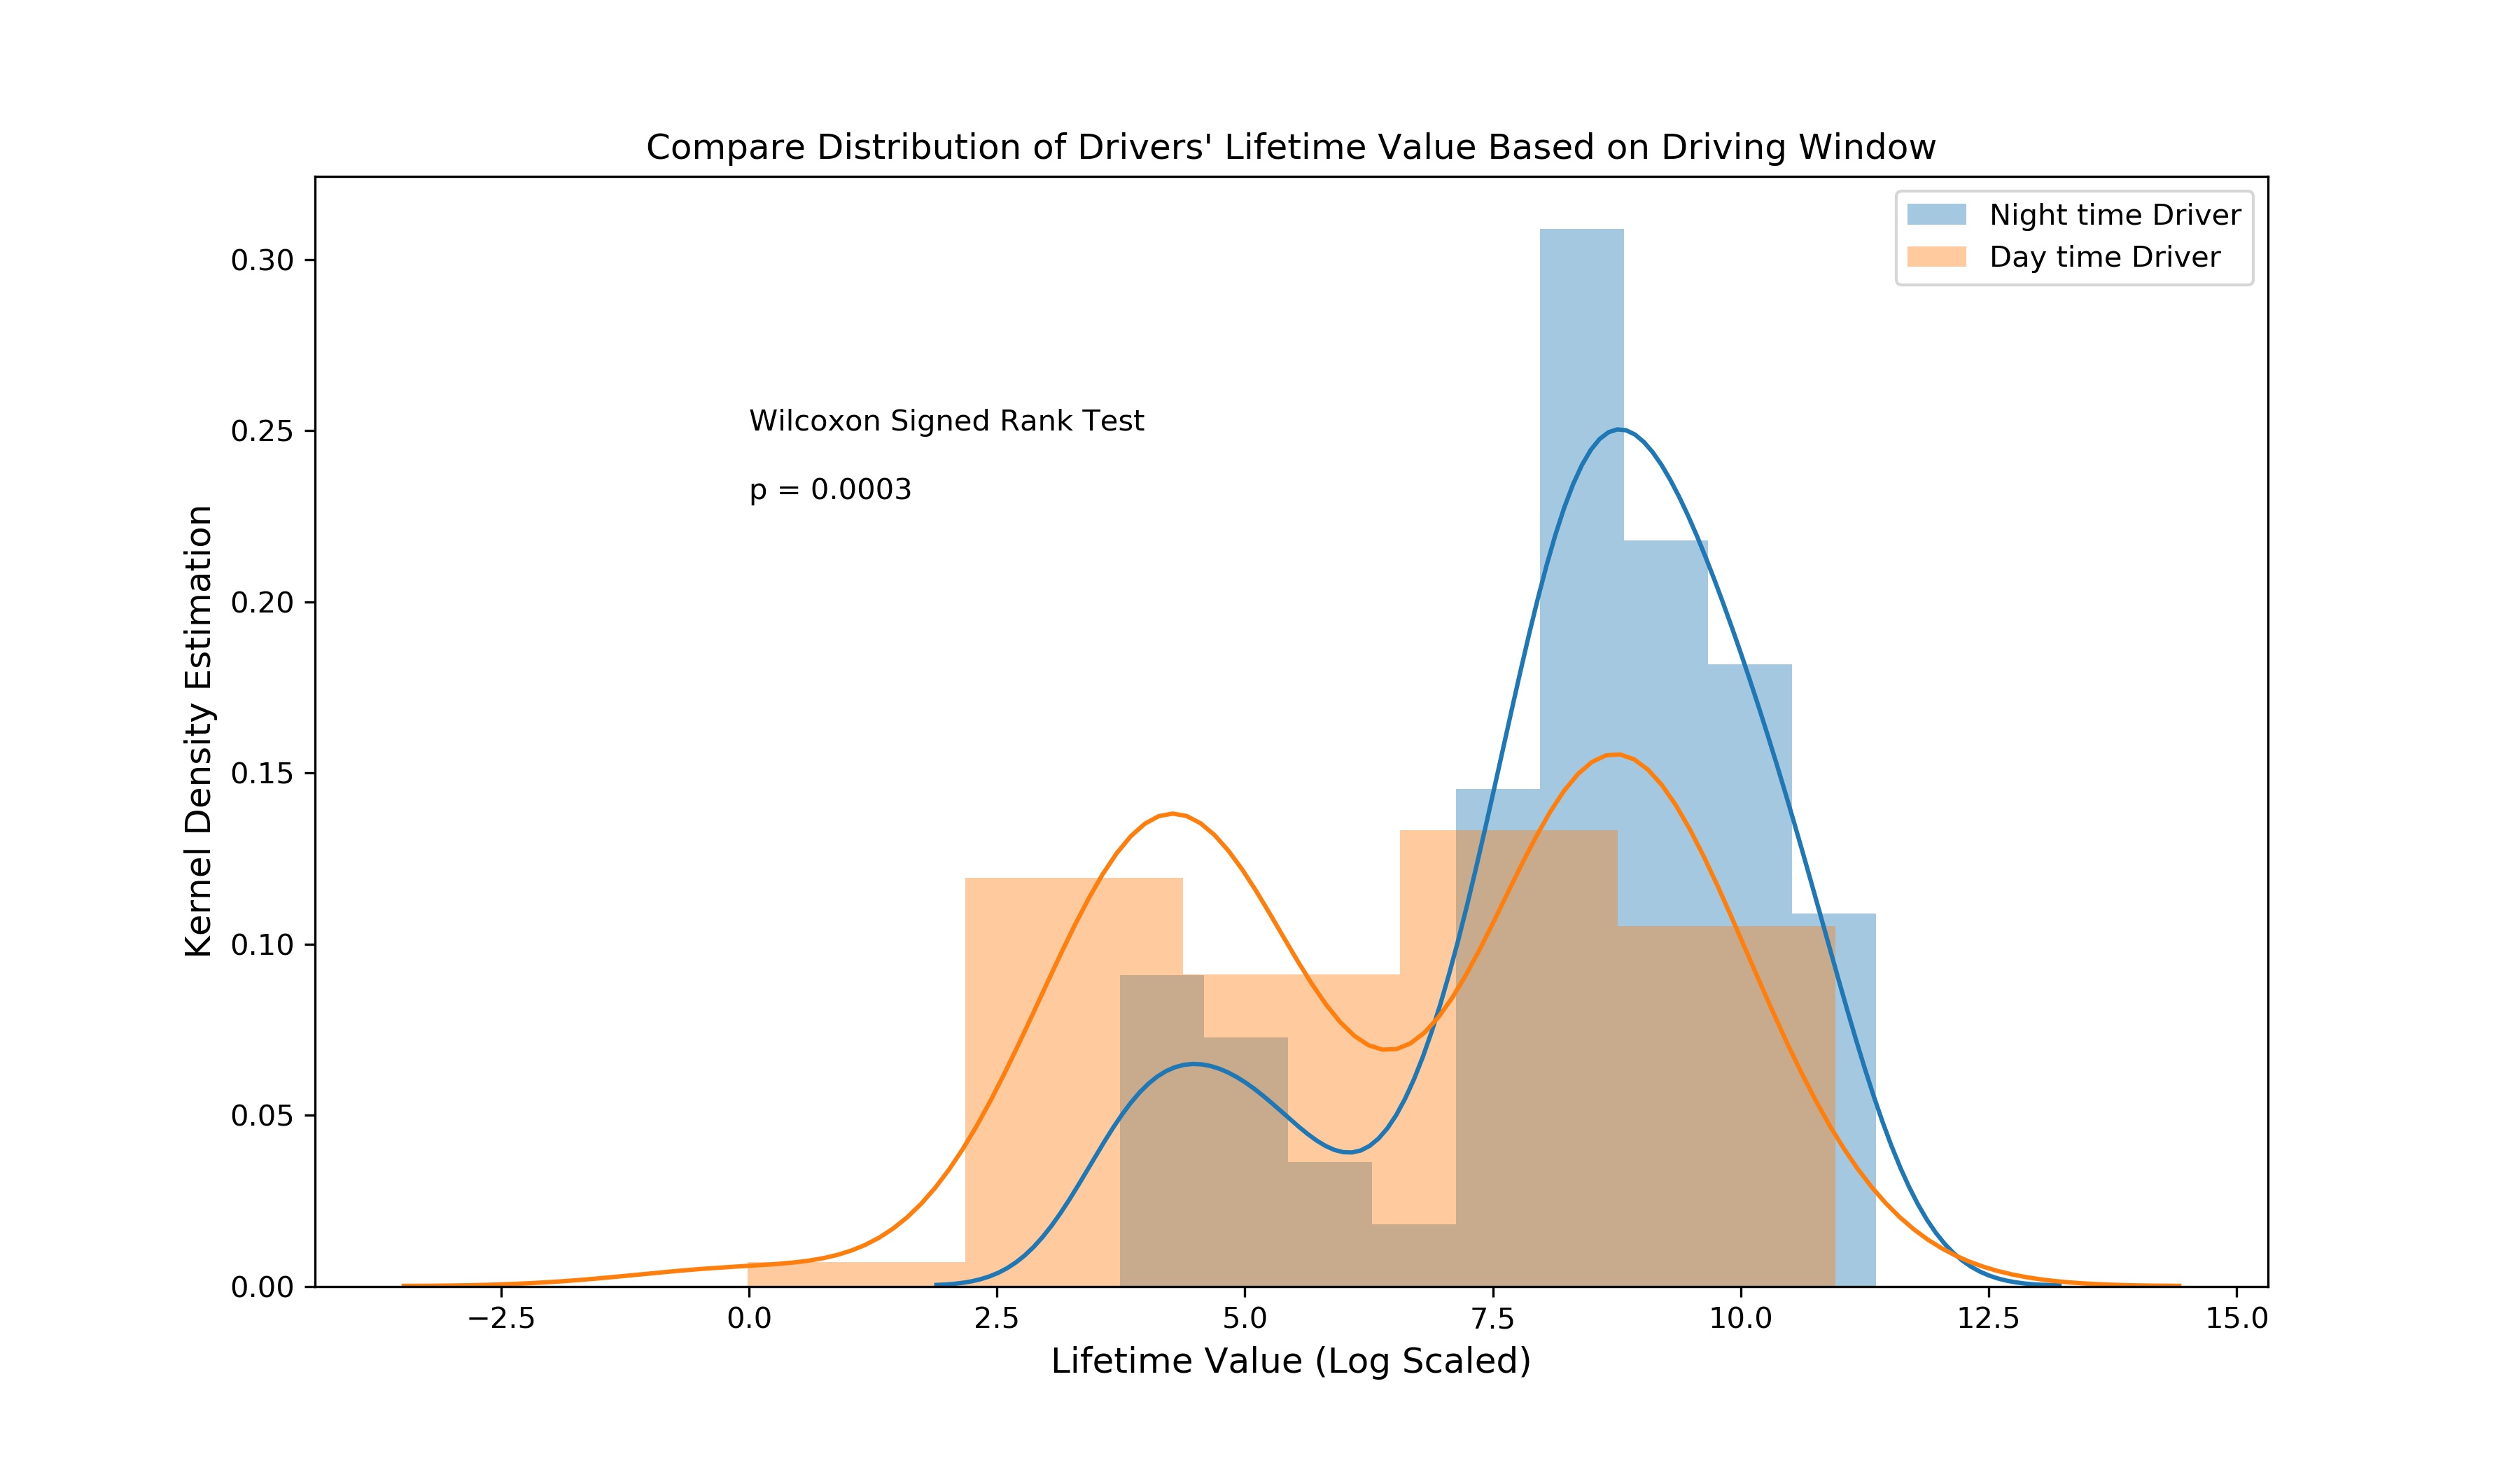 Compare Distribution of Drivers' Lifetime Value Based on Driving Window
Night time Driver
Day time Driver
Wilcoxon Signed Rank Test
p = 0.0003
Kernel Density Estimation
0.30
0.25
0.20
0.15
0.10
0.05
0.00
−2.5 0.0 2.5 5.0 7.5 10.0 12.5 15.0
Lifetime Value (Log Scaled)